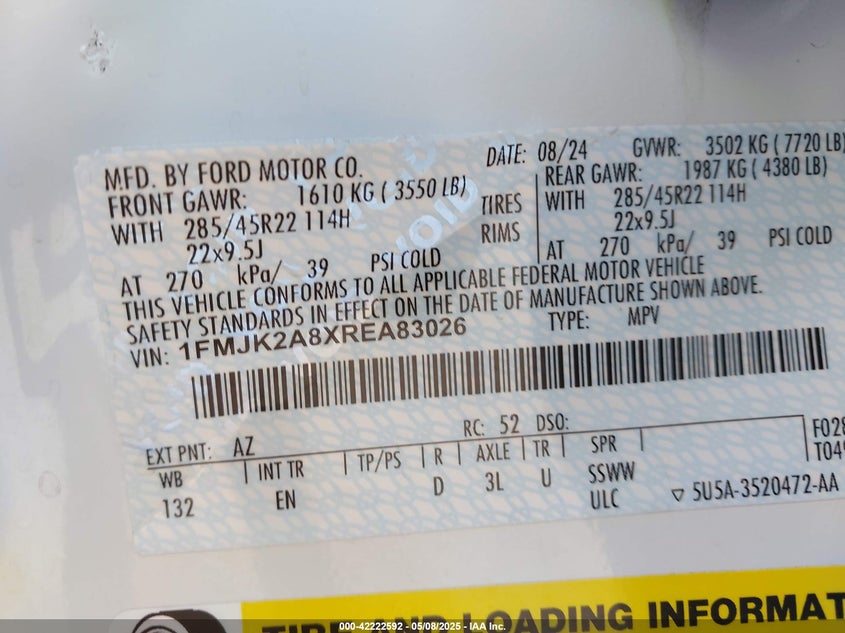 MFD. BY FORD MOTOR CO.
DATE: 08/24 GVWR: 3502 KG ( 7720 LB)
FRONT GAWR: 1610 KG ( 3550 LB)
REAR GAWR: 1987 KG ( 4380 LB)
WITH 285/45R22 114H TIRES WITH 285/45R22 114H
22x9.5J RIMS 22x9.5J
AT 270 kPa/ 39 PSI COLD AT 270 kPa/ 39 PSI COLD
THIS VEHICLE CONFORMS TO ALL APPLICABLE FEDERAL MOTOR VEHICLE
SAFETY STANDARDS IN EFFECT ON THE DATE OF MANUFACTURE SHOWN ABOVE.
VIN: 1FMJK2A8XREA83026 TYPE: MPV
EXT PNT: AZ RC: 52 DSO:
WB INT TR TP/PS R AXLE TR SPR
132 EN D 3L U SSWW
ULC
F028
5U5A-3520472-AA
VOID
LOADING INFORMAT
000-42222592 - 05/08/2025 - IAA Inc.